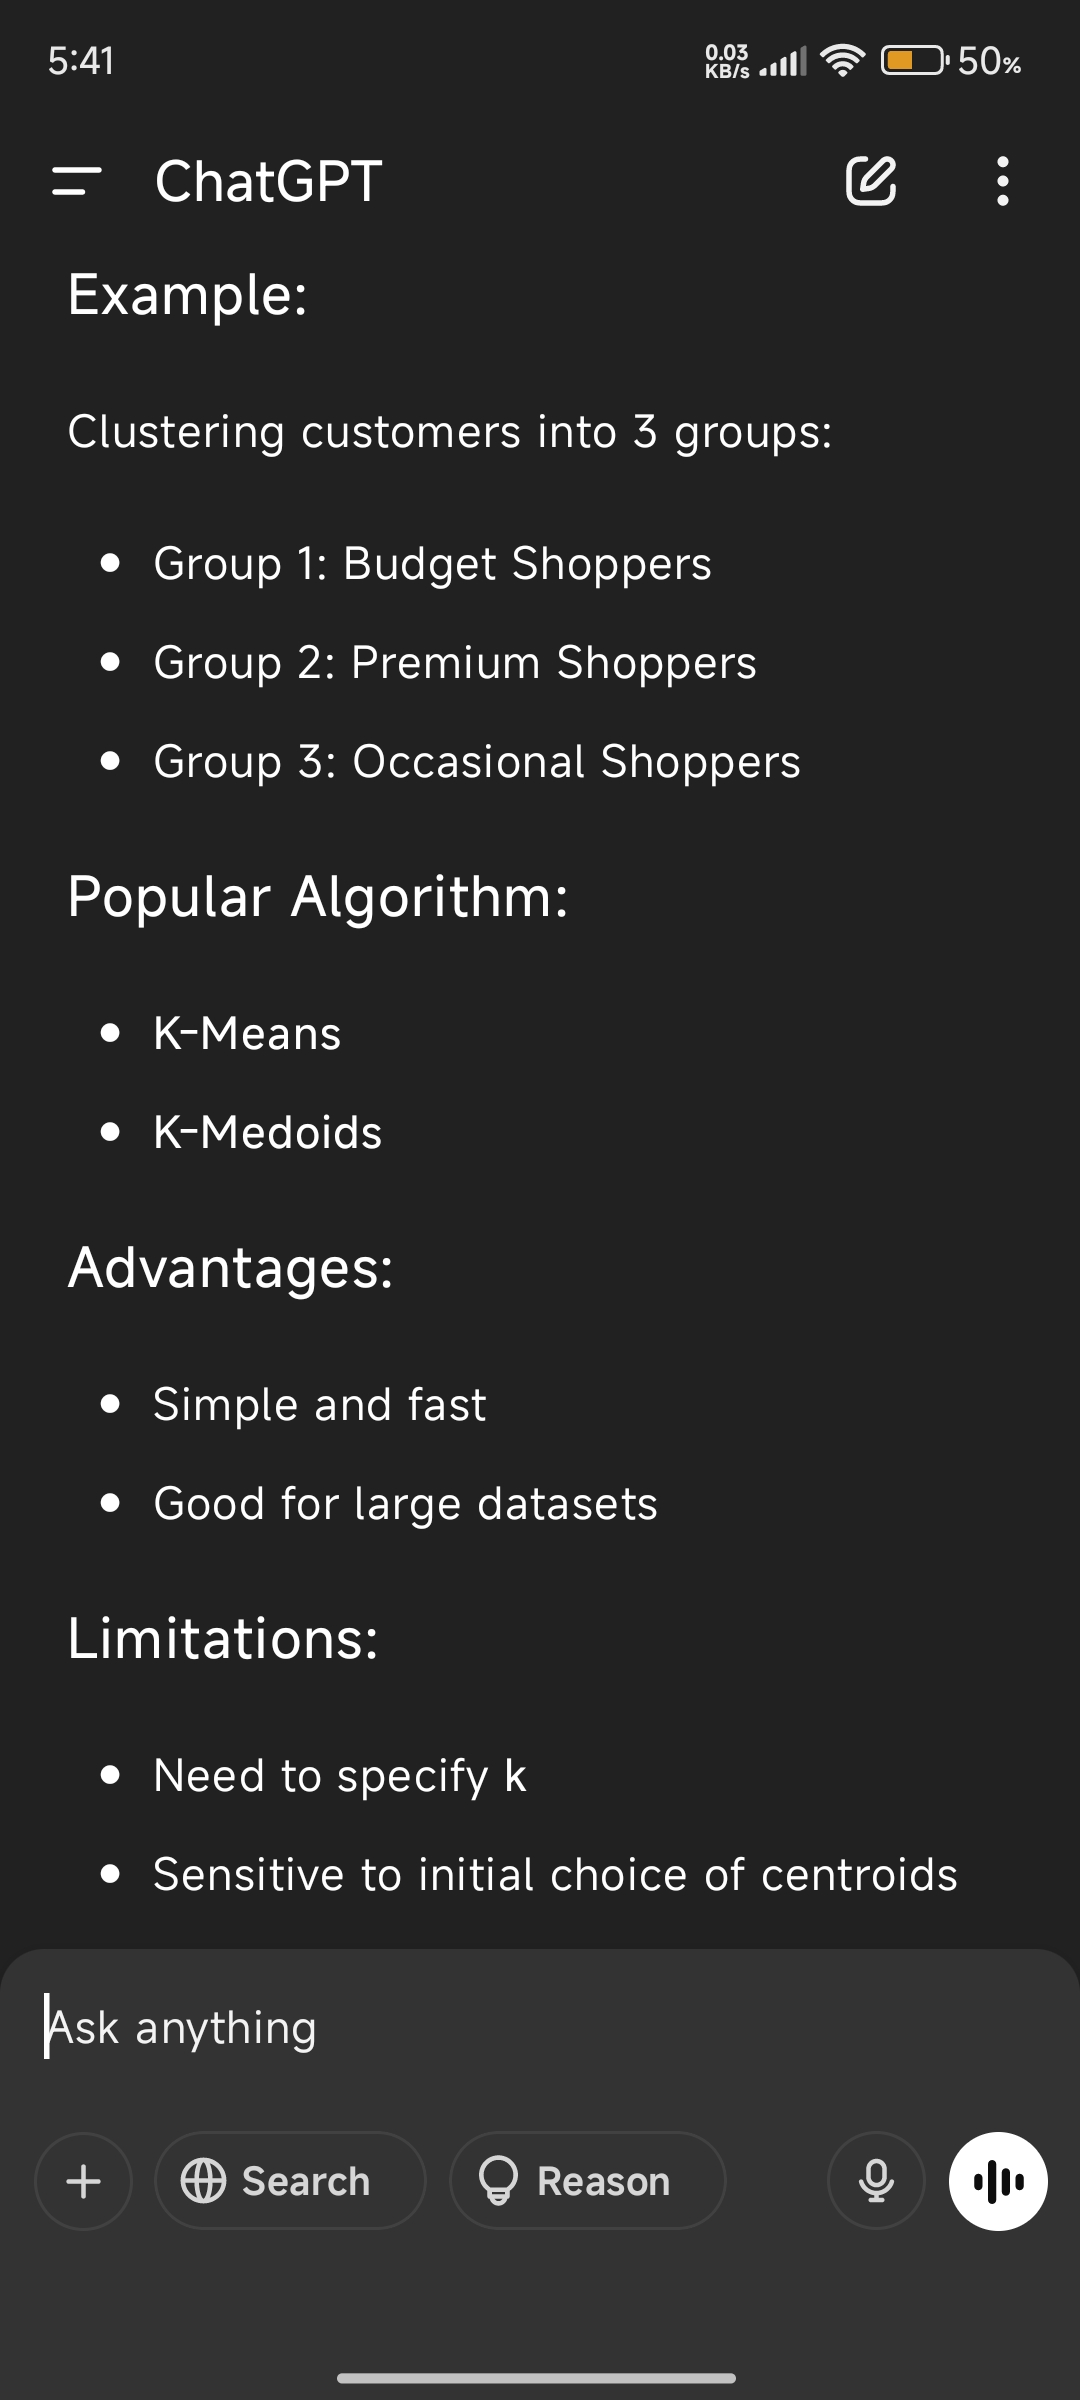 5:41
0.03
KB/s
50%
ChatGPT
Example:
Clustering customers into 3 groups:
Group 1: Budget Shoppers
Group 2: Premium Shoppers
Group 3: Occasional Shoppers
Popular Algorithm:
K-Means
K-Medoids
Advantages:
Simple and fast
Good for large datasets
Limitations:
Need to specify k
Sensitive to initial choice of centroids
Ask anything
Search
Reason